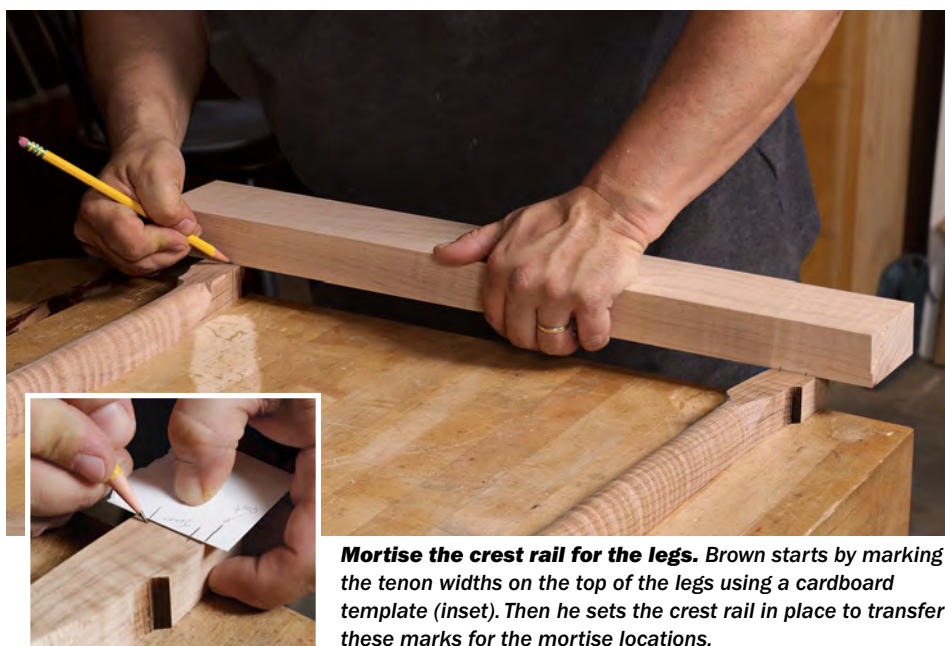 Tenon
Mortise the crest rail for the legs. Brown starts by marking
the tenon widths on the top of the legs using a cardboard
template (inset). Then he sets the crest rail in place to transfer
these marks for the mortise locations.